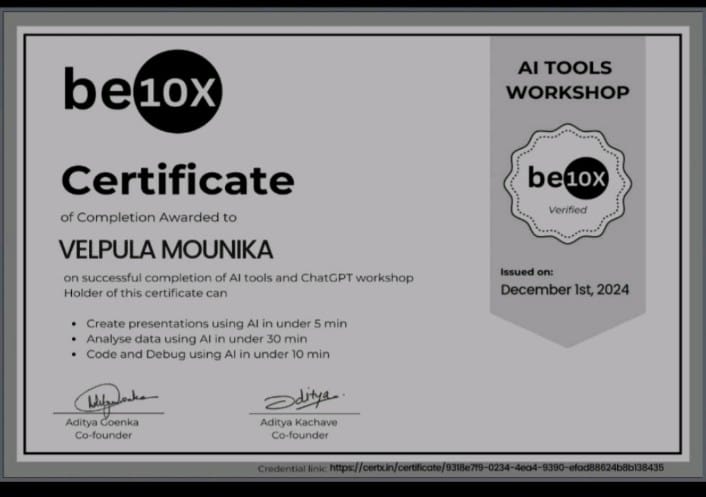 be10X
Certificate
of Completion Awarded to
VELPULA MOUNIKA
on successful completion of AI tools and ChatGPT workshop
Holder of this certificate can
• Create presentations using AI in under 5 min
• Analyse data using AI in under 30 min
• Code and Debug using AI in under 10 min
Aditya Goenka
Co-founder
Aditya Kachave
Co-founder
AI TOOLS
WORKSHOP
be10X
Verified
Issued on:
December 1st, 2024
Credential link: https://certx.in/certificate/9318e7f9-0234-4ea4-9390-efad88624b8b138435